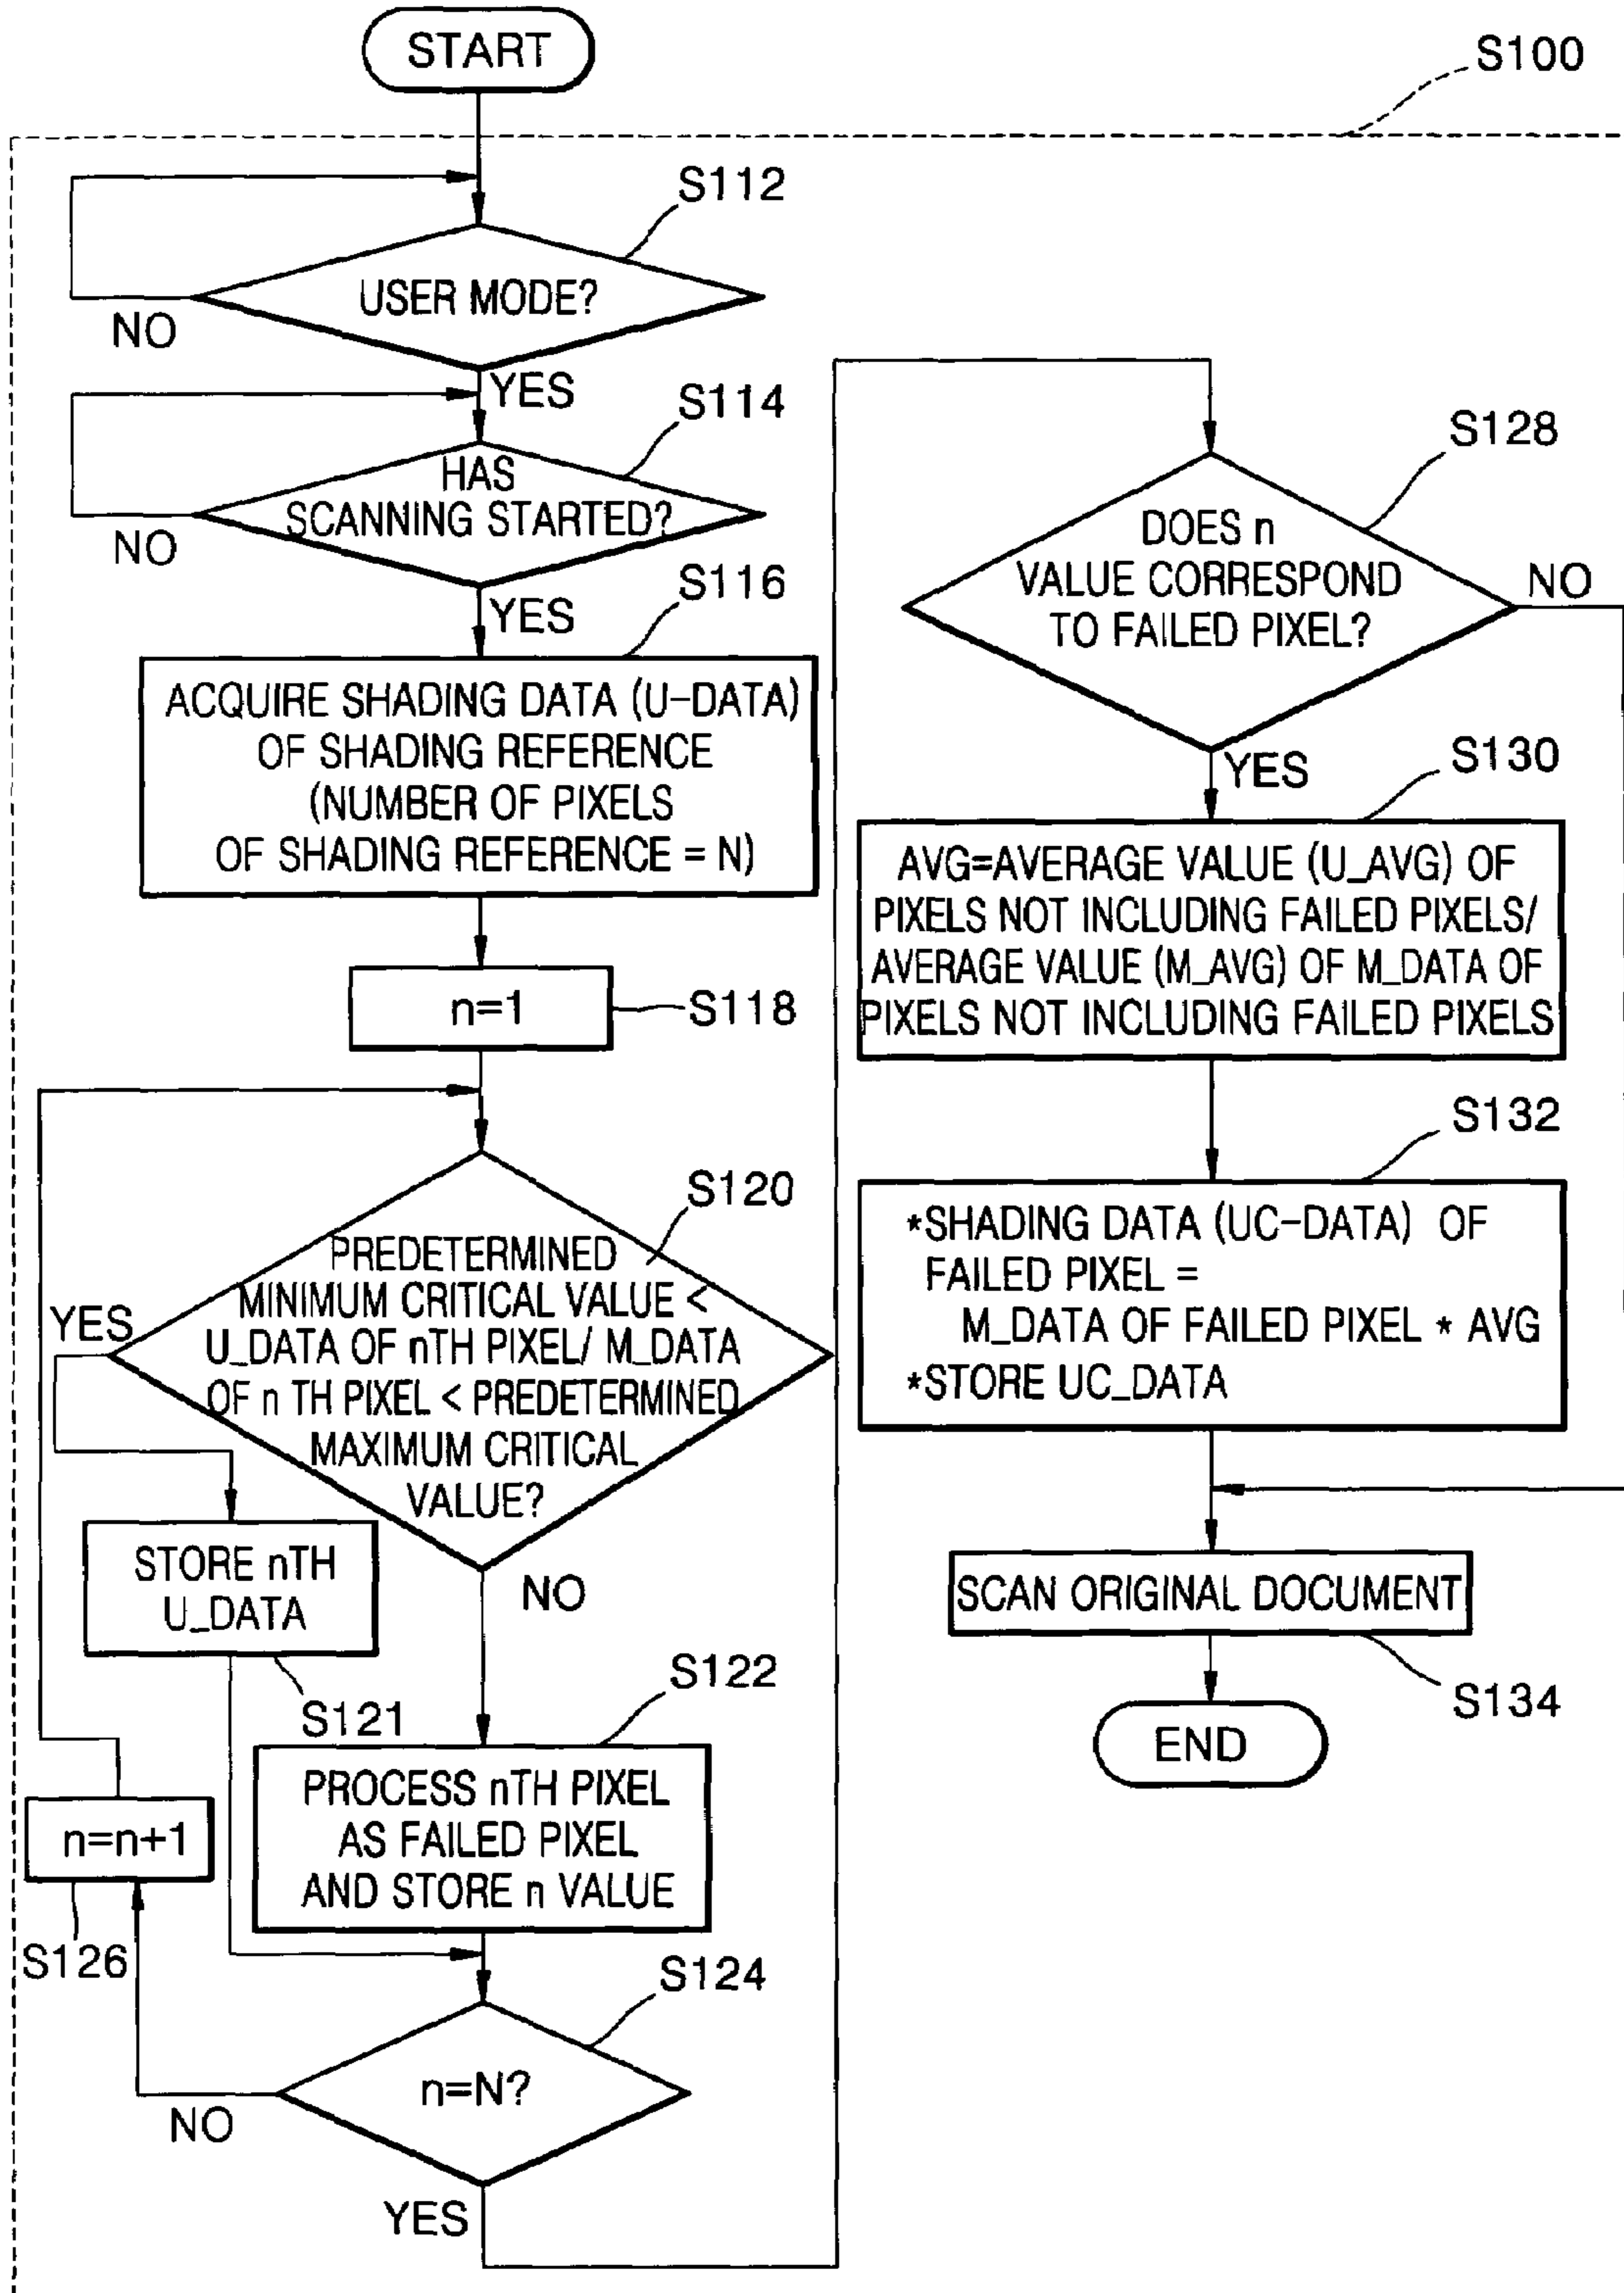 START
S100
S112
USER MODE?
NO
YES
S114
HAS
SCANNING STARTED?
NO
YES
S116
ACQUIRE SHADING DATA (U-DATA)
OF SHADING REFERENCE
(NUMBER OF PIXELS
OF SHADING REFERENCE = N)
n=1
S118
S120
PREDETERMINED
MINIMUM CRITICAL VALUE <
U_DATA OF nTH PIXEL/ M_DATA
OF n TH PIXEL < PREDETERMINED
MAXIMUM CRITICAL
VALUE?
YES
NO
STORE nTH
U_DATA
S121
S122
PROCESS nTH PIXEL
AS FAILED PIXEL
AND STORE n VALUE
n=n+1
S126
S124
n=N?
NO
YES
S128
DOES n
VALUE CORRESPOND
TO FAILED PIXEL?
NO
YES
S130
AVG=AVERAGE VALUE (U_AVG) OF
PIXELS NOT INCLUDING FAILED PIXELS/
AVERAGE VALUE (M_AVG) OF M_DATA OF
PIXELS NOT INCLUDING FAILED PIXELS
S132
*SHADING DATA (UC-DATA) OF
FAILED PIXEL =
M_DATA OF FAILED PIXEL * AVG
*STORE UC_DATA
SCAN ORIGINAL DOCUMENT
S134
END